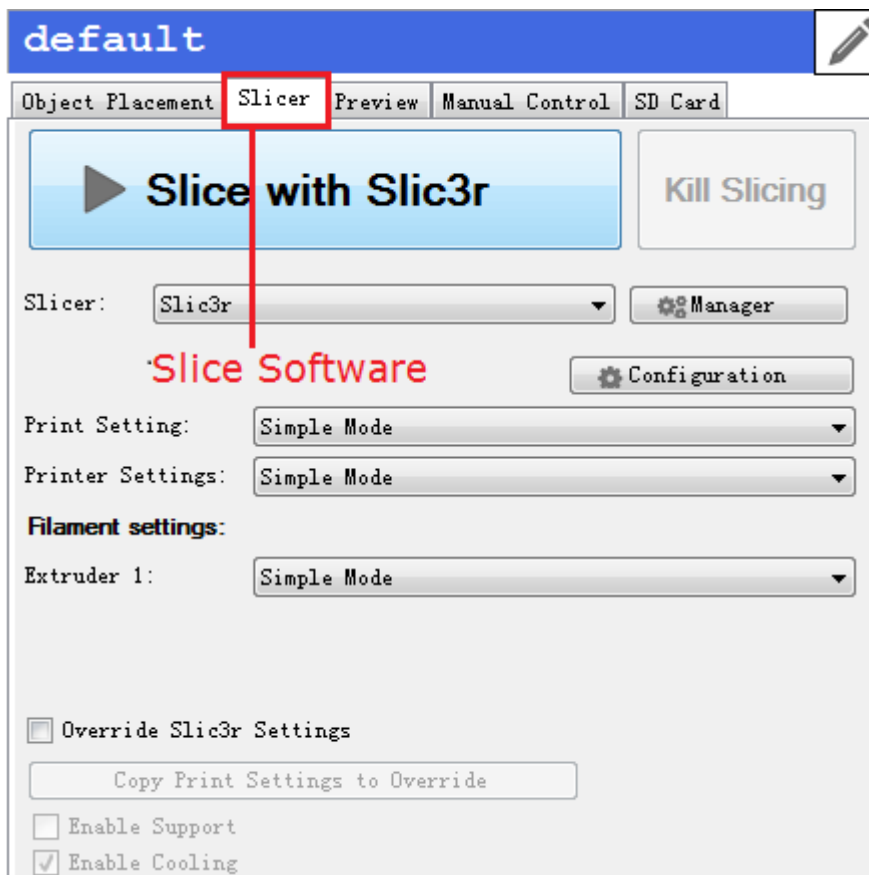 default
Object Placement Slicer Preview Manual Control SD Card
Slice with Slic3r Kill Slicing
Slicer: Slic3r Manager
Slice Software
Configuration
Print Setting: Simple Mode
Printer Settings: Simple Mode
Filament settings:
Extruder 1: Simple Mode
Override Slic3r Settings
Copy Print Settings to Override
Enable Support
Enable Cooling